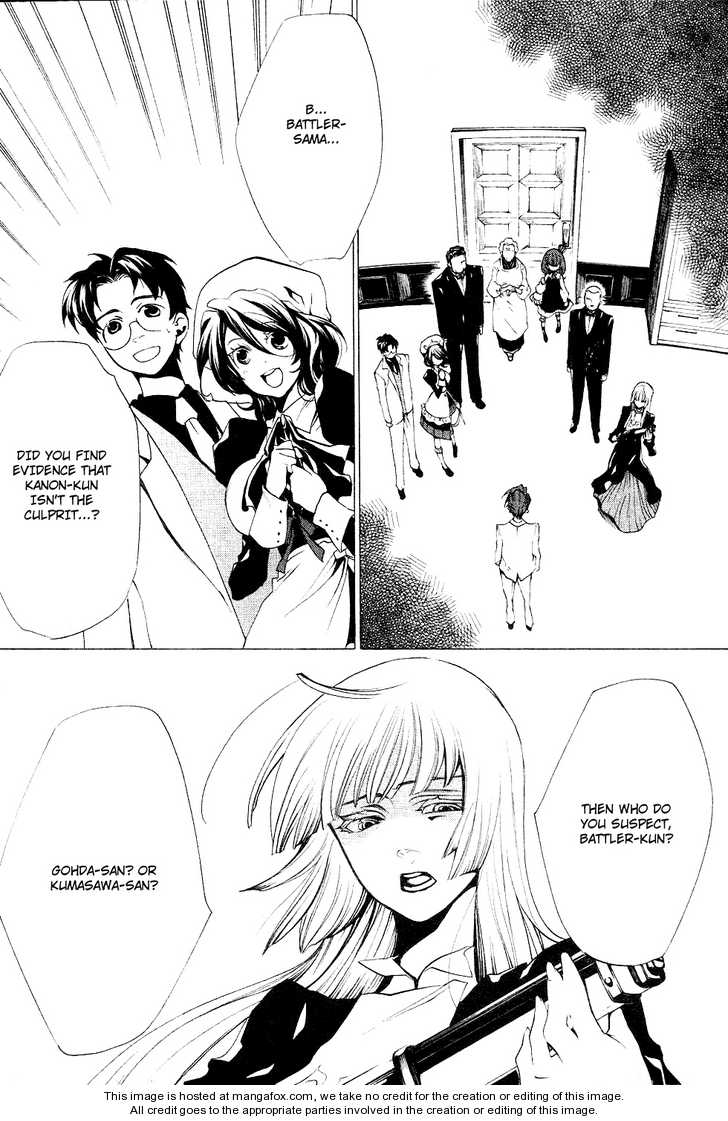 B...
BATTLER-
SAMA...
DID YOU FIND
EVIDENCE THAT
KANON-KUN
ISN'T THE
CULPRIT...?
THEN WHO DO
YOU SUSPECT,
BATTLER-KUN?
GOHDA-SAN? OR
KUMASAWA-SAN?
This image is hosted at mangafox.com, we take no credit for the creation or editing of this image.
All credit goes to the appropriate parties involved in the creation or editing of this image.